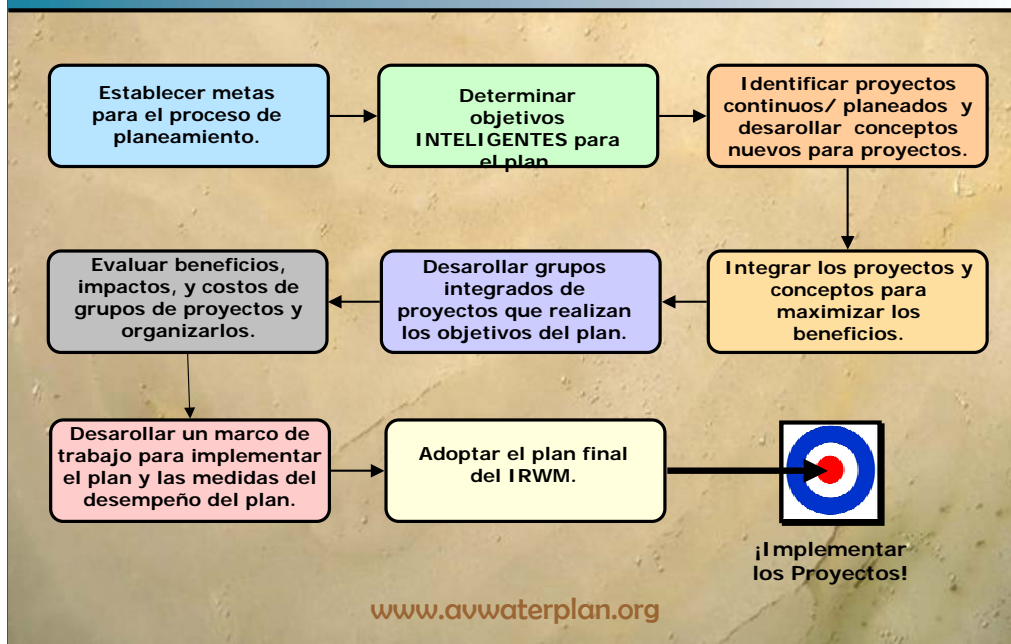 Establecer metas
para el proceso de
planeamiento.
Determinar
objetivos
INTELIGENTES para
el plan
Identificar proyectos
continuos/ planeados y
desarollar conceptos
nuevos para proyectos.
Integrar los proyectos y
conceptos para
maximizar los
beneficios.
Desarollar grupos
integrados de
proyectos que realizan
los objetivos del plan.
Evaluar beneficios,
impactos, y costos de
grupos de proyectos y
organizarlos.
Desarollar un marco de
trabajo para implementar
el plan y las medidas del
desempeño del plan.
Adoptar el plan final
del IRWM.
¡Implementar
los Proyectos!
www.avwaterplan.org